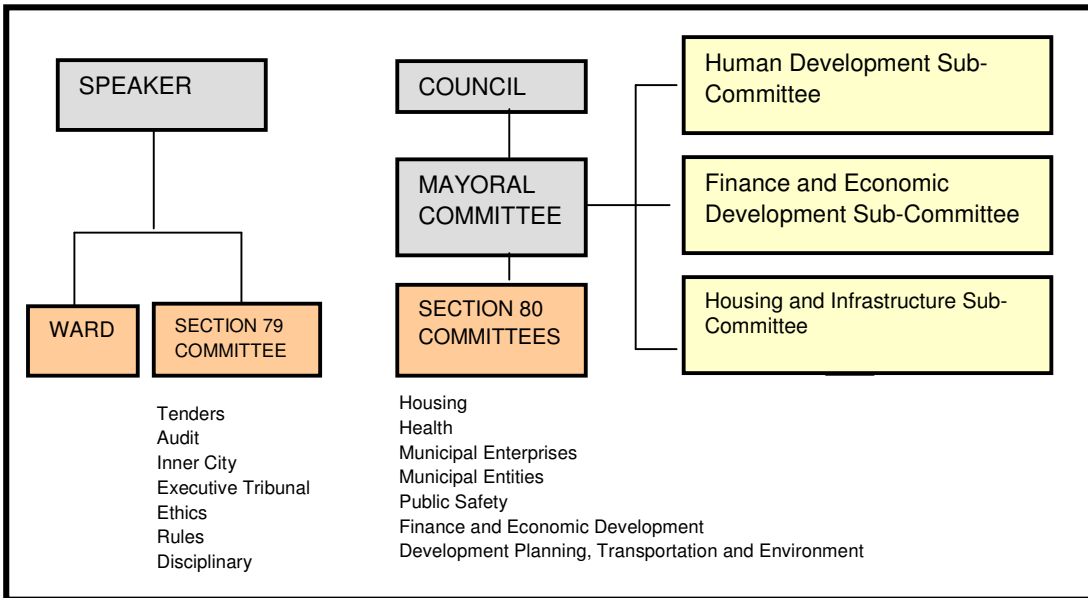 SPEAKER
COUNCIL
MAYORAL
COMMITTEE
Human Development Sub-
Committee
Finance and Economic
Development Sub-Committee
Housing and Infrastructure Sub-
Committee
WARD
SECTION 79
COMMITTEE
SECTION 80
COMMITTEES
Tenders
Audit
Inner City
Executive Tribunal
Ethics
Rules
Disciplinary
Housing
Health
Municipal Enterprises
Municipal Entities
Public Safety
Finance and Economic Development
Development Planning, Transportation and Environment